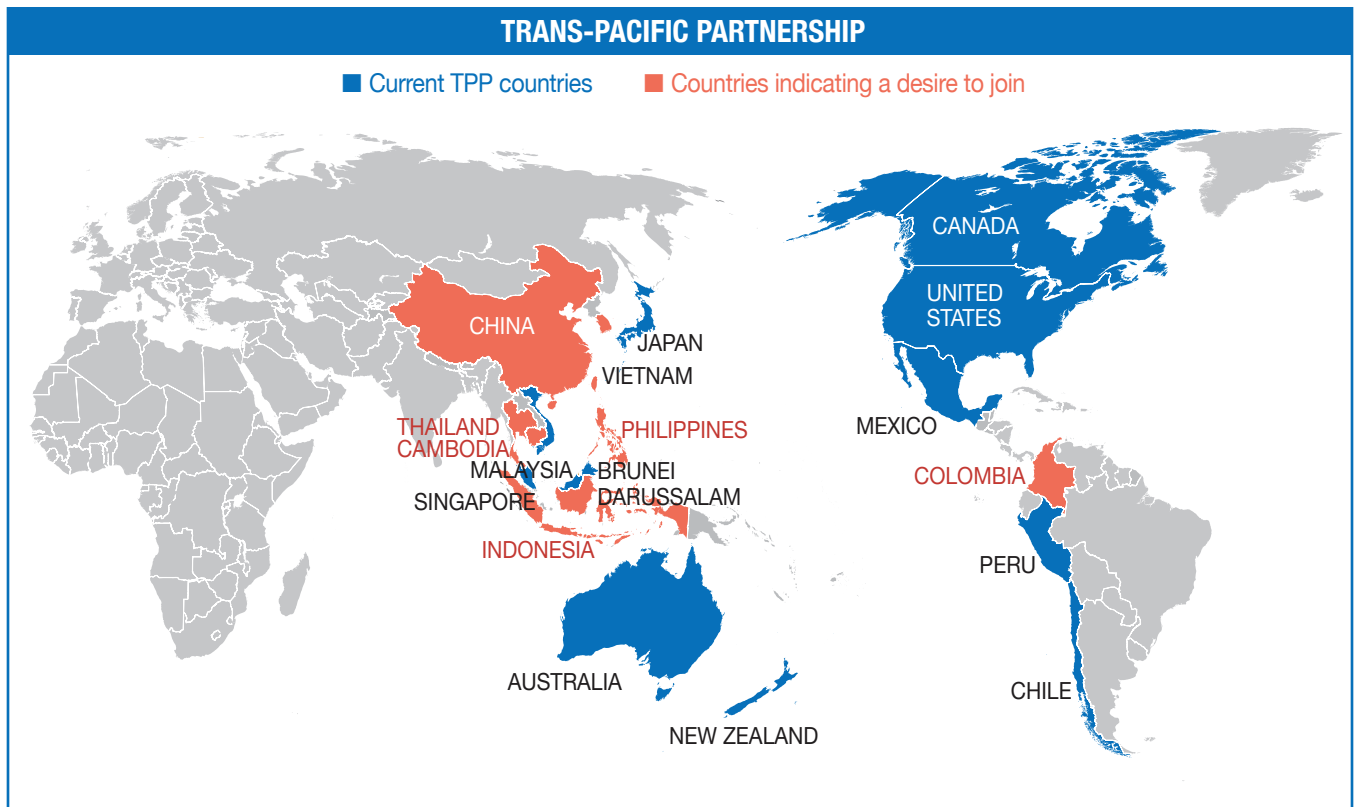 TRANS-PACIFIC PARTNERSHIP
Current TPP countries
Countries indicating a desire to join
CANADA
UNITED
STATES
CHINA
JAPAN
VIETNAM
MEXICO
THAILAND
CAMBODIA
PHILIPPINES
MALAYSIA
BRUNEI
DARUSSALAM
SINGAPORE
COLOMBIA
INDONESIA
PERU
AUSTRALIA
CHILE
NEW ZEALAND